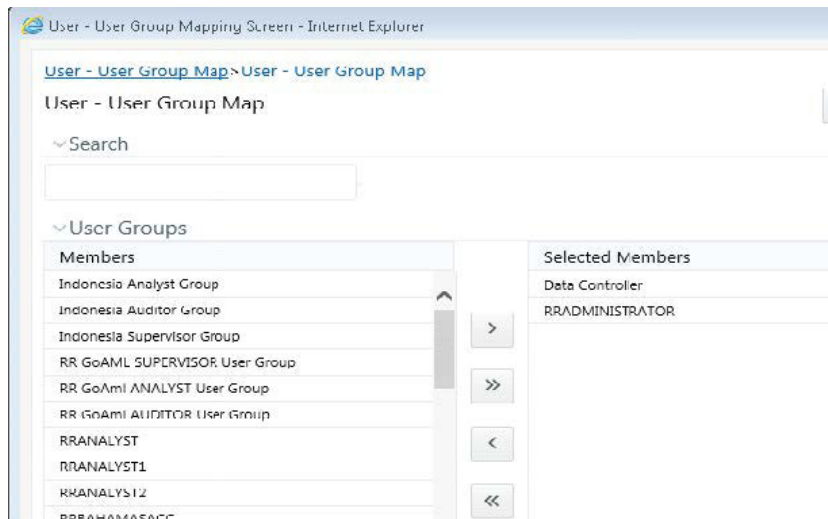 User - User Group Mapping Screen - Internet Explorer
User - User Group Map>User - User Group Map
User - User Group Map
Search
User Groups
Members
Indonesia Analyst Group
Indonesia Auditor Group
Indonesia Supervisor Group
RR GoAML SUPERVISOR User Group
RR GoAml ANALYST User Group
RR GoAml AUDITOR User Group
RRANALYST
RRANALYST1
RRANALYST2
Selected Members
Data Controller
RRADMINISTRATOR
>
>>
<
<<